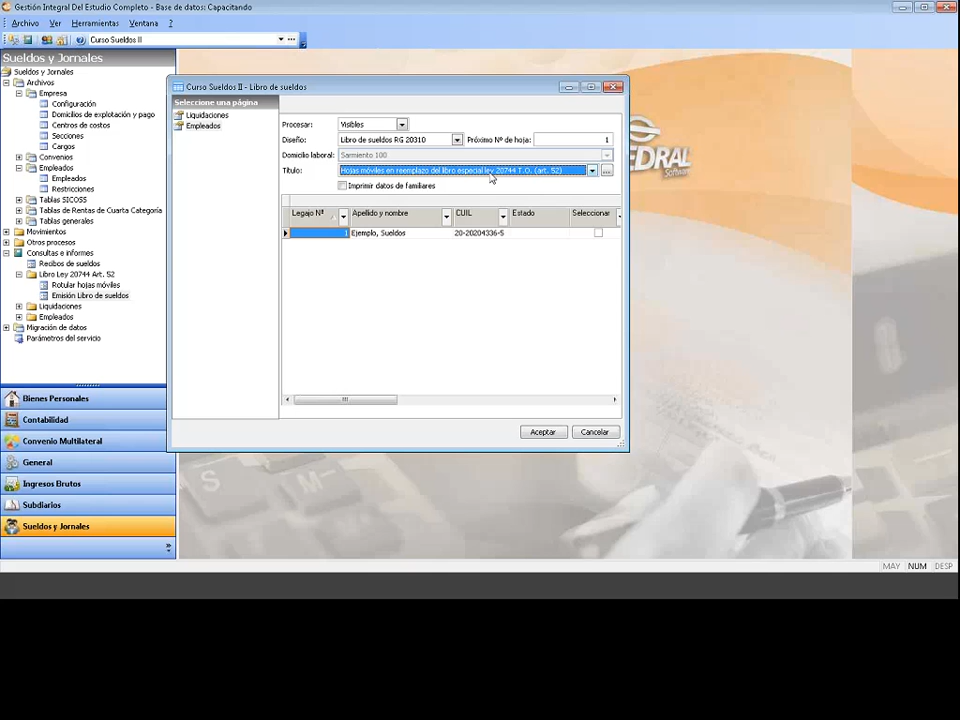 Gestión Integral Del Estudio Completo - Base de datos: Capacitando
Archivo Ver Herramientas Ventana ?
Curso Sueldos II
Sueldos y Jornales
Sueldos y Jornales
Archivos
Empresa
Configuración
Domicilios de explotación y pago
Centros de costos
Secciones
Cargos
Convenios
Empleados
Empleados
Restricciones
Tablas SICOSS
Tablas de Rentas de Cuarta Categoría
Tablas generales
Movimientos
Otros procesos
Consultas e informes
Recibos de sueldos
Libro Ley 20744 Art. 52
Rotular hojas móviles
Emisión Libro de sueldos
Liquidaciones
Empleados
Migración de datos
Parámetros del servicio
Bienes Personales
Contabilidad
Convenio Multilateral
General
Ingresos Brutos
Subdiarios
Sueldos y Jornales
Curso Sueldos II - Libro de sueldos
Seleccione una página
Liquidaciones
Empleados
Procesar: Visibles
Diseño: Libro de sueldos RG 20310 Próximo Nº de hoja: 1
Domicilio laboral: Sarmiento 100
Título: Hojas móviles en reemplazo del libro especial ley 20744 T.O. (art. 52)
Imprimir datos de familiares
Legajo Nº Apellido y nombre CUIL Estado Seleccionar
1 Ejemplo, Sueldos 20-20204336-5
Aceptar Cancelar
EDRAL
Software
MAY NUM DESP